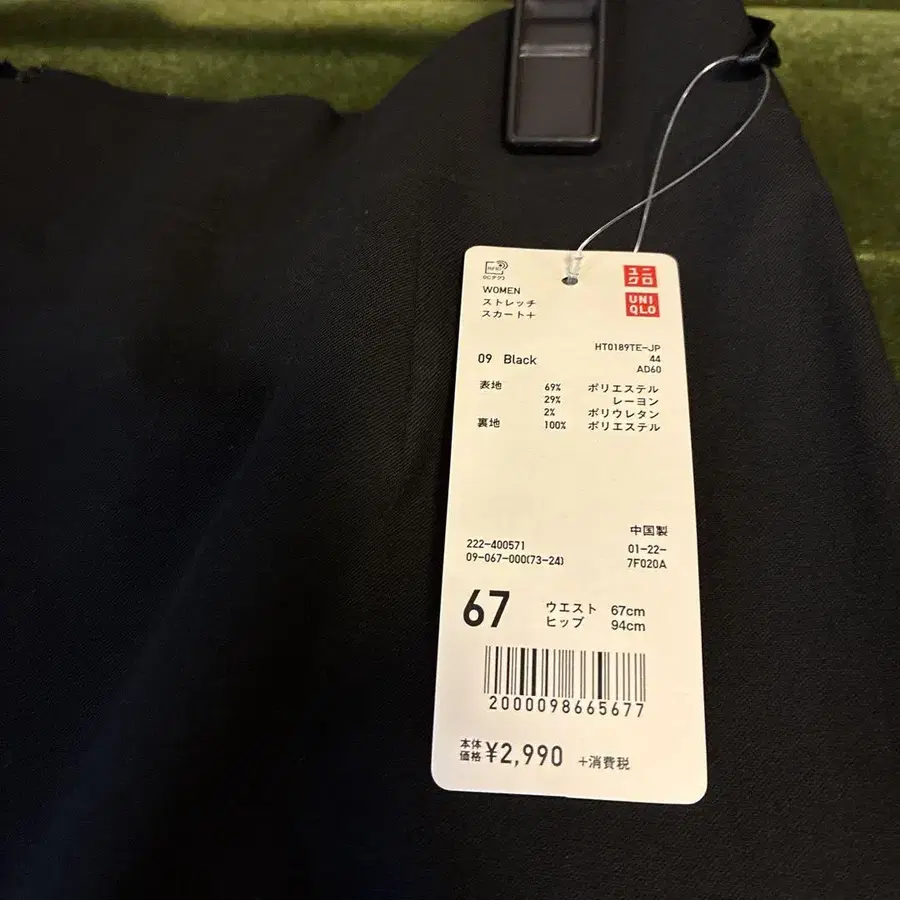 RFID
ユニ
クロ
UNI
QLO
WOMEN
ストレッチ
スカート+
HT0189TE-JP
09 Black
44
AD60
表地 69% ポリエステル
29% レーヨン
2% ポリウレタン
裏地 100% ポリエステル
中国製
222-400571 01-22-
09-067-000(73-24) 7F020A
67 ウエスト 67cm
ヒップ 94cm
2000098665677
本体
価格 ¥2,990 +消費税